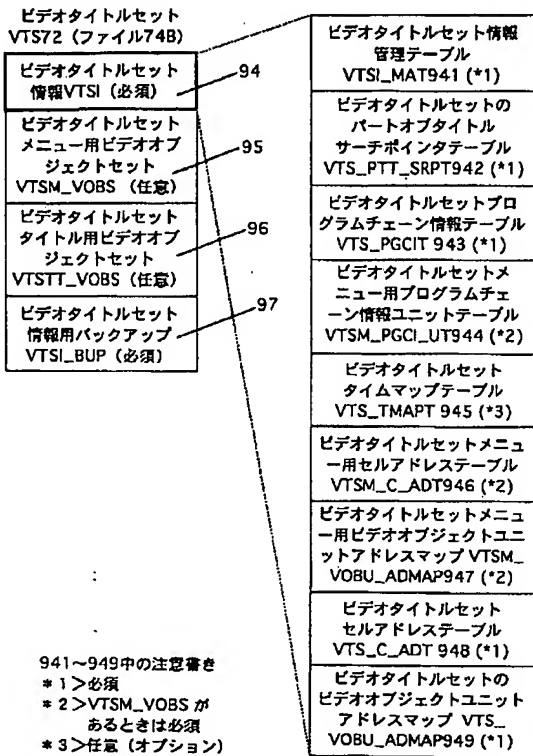 ビデオタイトルセット
VTS72（ファイル74B）
ビデオタイトルセット
情報VTSI（必須）
94
ビデオタイトルセット
メニュー用ビデオオブ
ジェクトセット
VTSM_VOBS （任意）
95
ビデオタイトルセット
タイトル用ビデオオブ
ジェクトセット
VTSTT_VOBS（任意）
96
ビデオタイトルセット
情報用バックアップ
VTSI_BUP（必須）
97
941～949中の注意書き
＊1＞必須
＊2＞VTSM_VOBS が
あるときは必須
＊3＞任意（オプション）
ビデオタイトルセット情報
管理テーブル
VTSI_MAT941 (*1)
ビデオタイトルセットの
パートオブタイトル
サーチポインタテーブル
VTS_PTT_SRPT942 (*1)
ビデオタイトルセットプロ
グラムチェーン情報テーブル
VTS_PGCIT 943 (*1)
ビデオタイトルセットメ
ニュー用プログラムチェ
ーン情報ユニットテーブル
VTSM_PGCI_UT944 (*2)
ビデオタイトルセット
タイムマップテーブル
VTS_TMAPT 945 (*3)
ビデオタイトルセットメニュ
ー用セルアドレステーブル
VTSM_C_ADT946 (*2)
ビデオタイトルセットメニュ
ー用ビデオオブジェクトユニ
ットアドレスマップ VTSM_
VOBU_ADMAP947 (*2)
ビデオタイトルセット
セルアドレステーブル
VTS_C_ADT 948 (*1)
ビデオタイトルセットの
ビデオオブジェクトユニット
アドレスマップ VTS_
VOBU_ADMAP949 (*1)